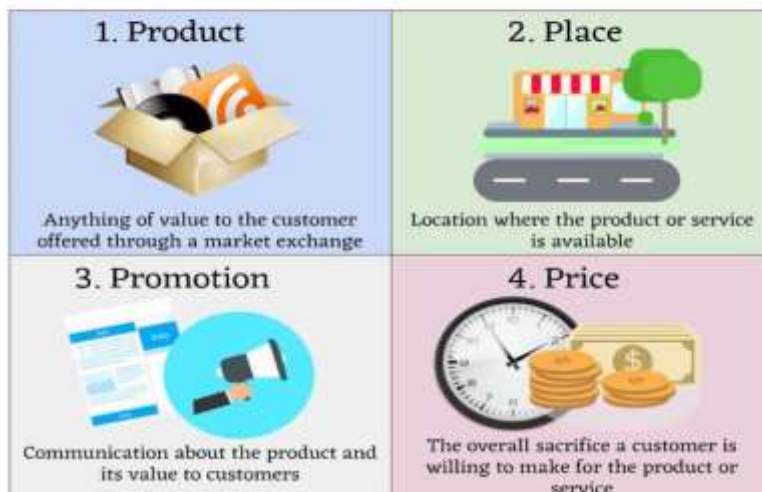 1. Product
Anything of value to the customer
offered through a market exchange
2. Place
Location where the product or service
is available
3. Promotion
Communication about the product and
its value to customers
4. Price
$
The overall sacrifice a customer is
willing to make for the product or
service